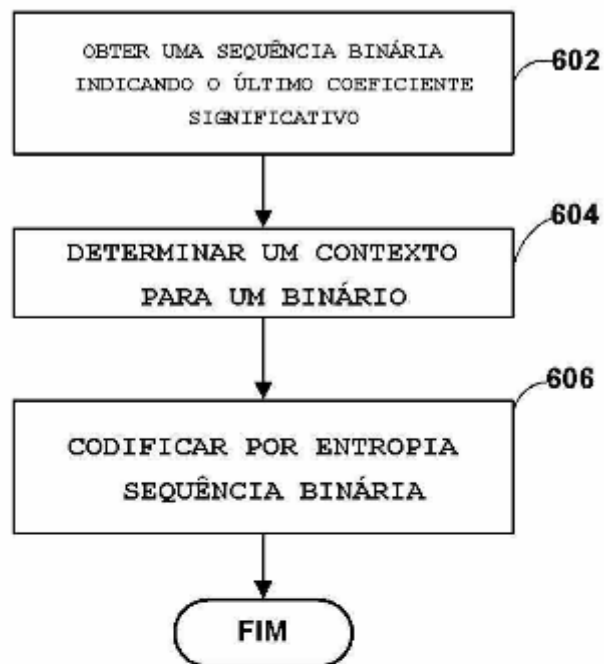 OBTER UMA SEQUÊNCIA BINÁRIA
INDICANDO O ÚLTIMO COEFICIENTE
SIGNIFICATIVO
602
604
DETERMINAR UM CONTEXTO
PARA UM BINÁRIO
606
CODIFICAR POR ENTROPIA
SEQUÊNCIA BINÁRIA
FIM